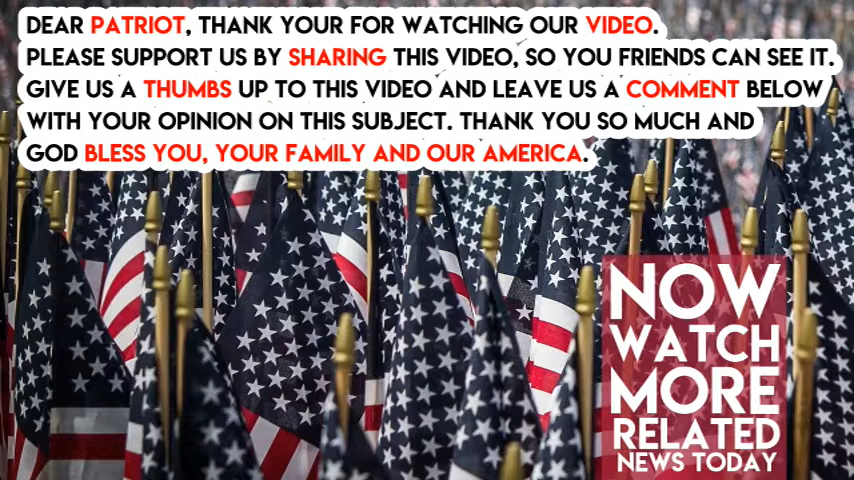 DEAR PATRIOT, THANK YOUR FOR WATCHING OUR VIDEO.
PLEASE SUPPORT US BY SHARING THIS VIDEO, SO YOU FRIENDS CAN SEE IT.
GIVE US A THUMBS UP TO THIS VIDEO AND LEAVE US A COMMENT BELOW
WITH YOUR OPINION ON THIS SUBJECT. THANK YOU SO MUCH AND
GOD BLESS YOU, YOUR FAMILY AND OUR AMERICA.
NOW
WATCH
MORE
RELATED
NEWS TODAY